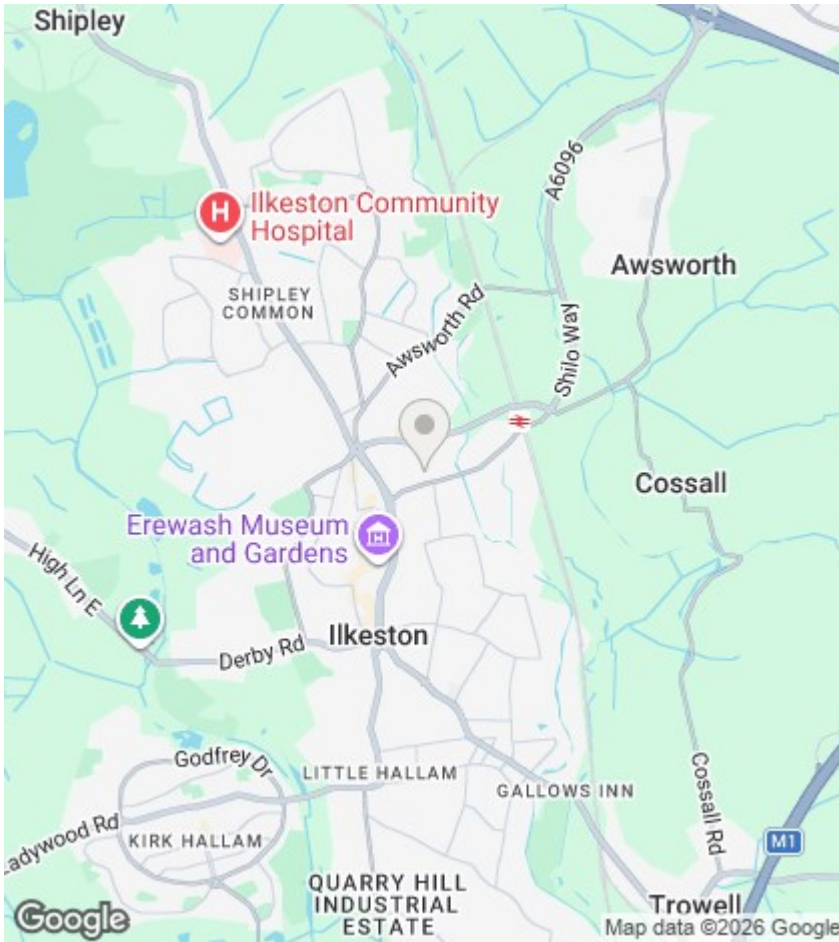 Shipley
A6096
H
Ilkeston Community
Hospital
Awsworth
SHIPLEY
COMMON
Awsworth Rd
Shilo Way
Cossall
Erewash Museum
and Gardens
High Ln E
Derby Rd
Ilkeston
Godfrey Dr
LITTLE HALLAM
GALLOWS INN
Cossall Rd
Ladywood Rd
KIRK HALLAM
M1
QUARRY HILL
INDUSTRIAL
ESTATE
Trowell
Google
Map data ©2026 Google